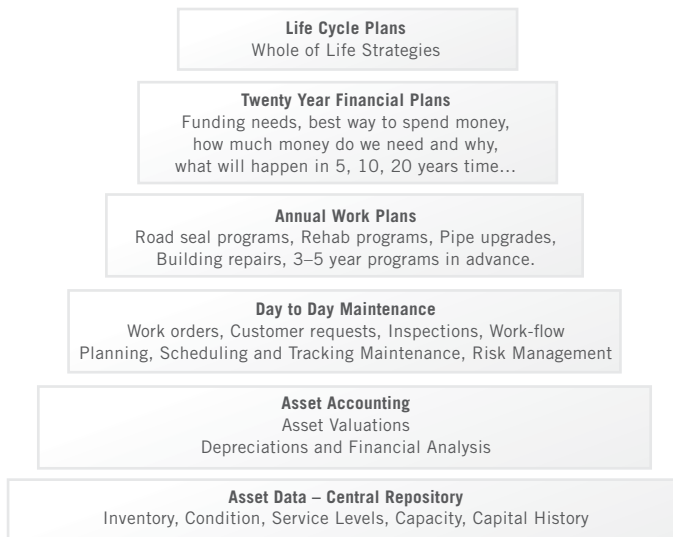 Life Cycle Plans
Whole of Life Strategies
Twenty Year Financial Plans
Funding needs, best way to spend money,
how much money do we need and why,
what will happen in 5, 10, 20 years time…
Annual Work Plans
Road seal programs, Rehab programs, Pipe upgrades,
Building repairs, 3–5 year programs in advance.
Day to Day Maintenance
Work orders, Customer requests, Inspections, Work-flow
Planning, Scheduling and Tracking Maintenance, Risk Management
Asset Accounting
Asset Valuations
Depreciations and Financial Analysis
Asset Data – Central Repository
Inventory, Condition, Service Levels, Capacity, Capital History